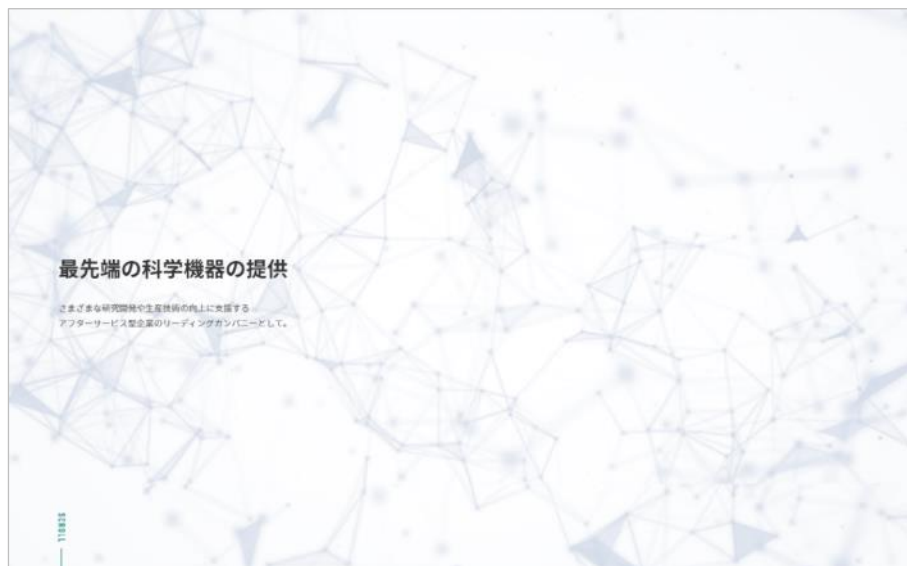 最先端の科学機器の提供
さまざまな研究開発や生産技術の向上に支援する
アフターサービス型企業のリーディングカンパニーとして。
SCROLL